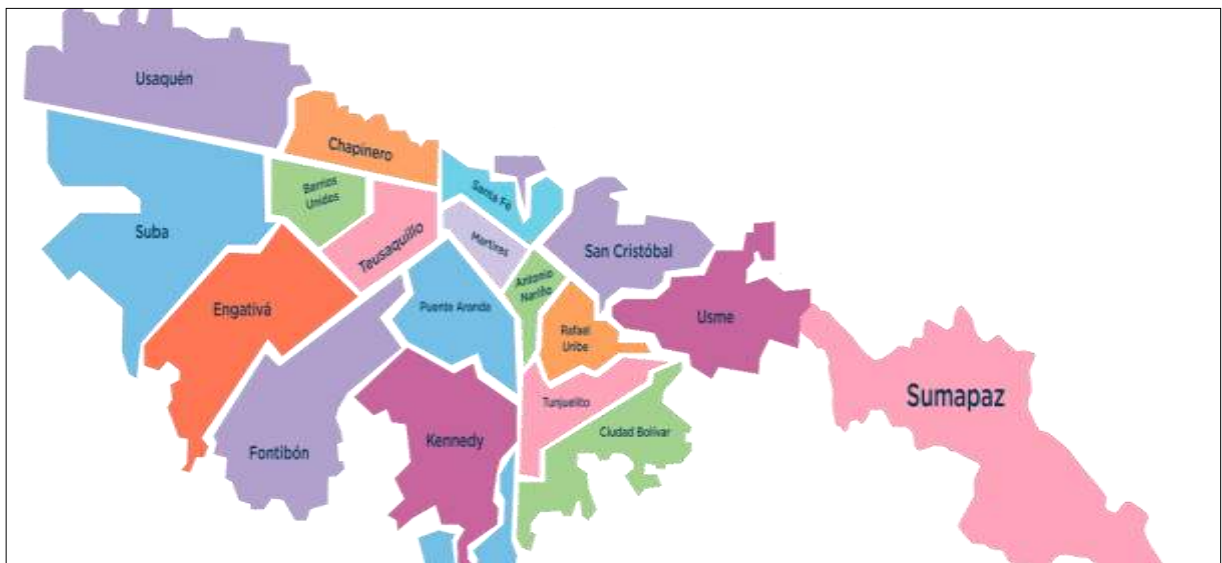 Usaquén
Chapinero
Barrios
Unidos
Santa Fe
Suba
Teusaquillo
Martires
San Cristóbal
Antonio
Nariño
Engativá
Puente Aranda
Usme
Rafael
Uribe
Sumapaz
Tunjuelito
Kennedy
Ciudad Bolívar
Fontibón